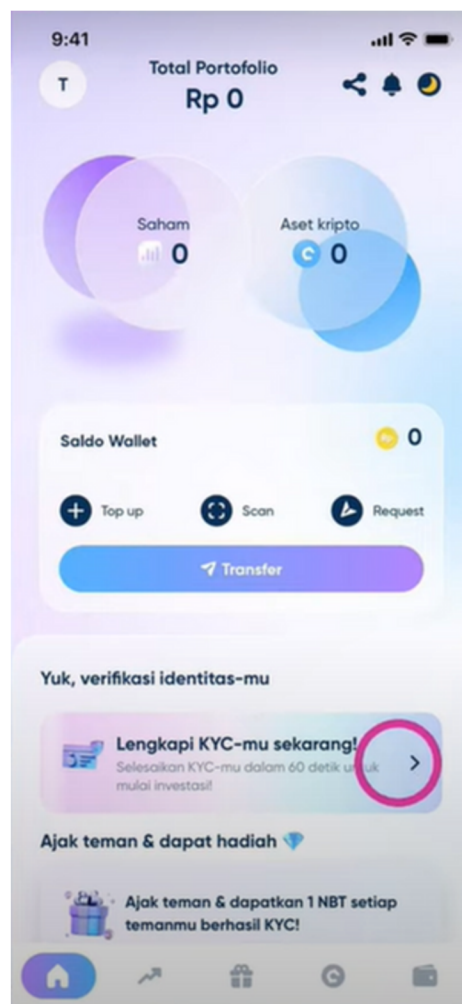 9:41
T
Total Portofolio
Rp 0
Saham
0
Aset kripto
0
Saldo Wallet
0
Top up
Scan
Request
Transfer
Yuk, verifikasi identitas-mu
Lengkapi KYC-mu sekarang!
Selesaikan KYC-mu dalam 60 detik untuk
mulai investasi!
Ajak teman & dapat hadiah 💎
Ajak teman & dapatkan 1 NBT setiap
temanmu berhasil KYC!